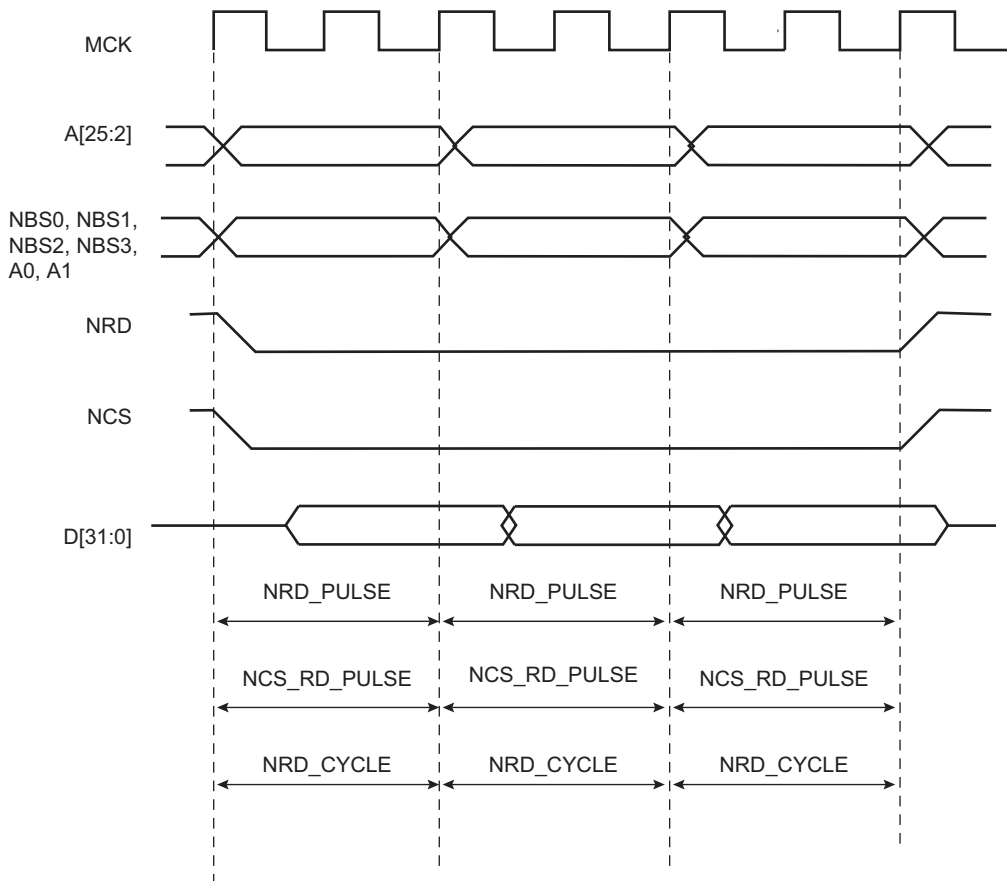 MCK
A[25:2]
NBS0, NBS1,
NBS2, NBS3,
A0, A1
NRD
NCS
D[31:0]
NRD_PULSE NRD_PULSE NRD_PULSE
NCS_RD_PULSE NCS_RD_PULSE NCS_RD_PULSE
NRD_CYCLE NRD_CYCLE NRD_CYCLE